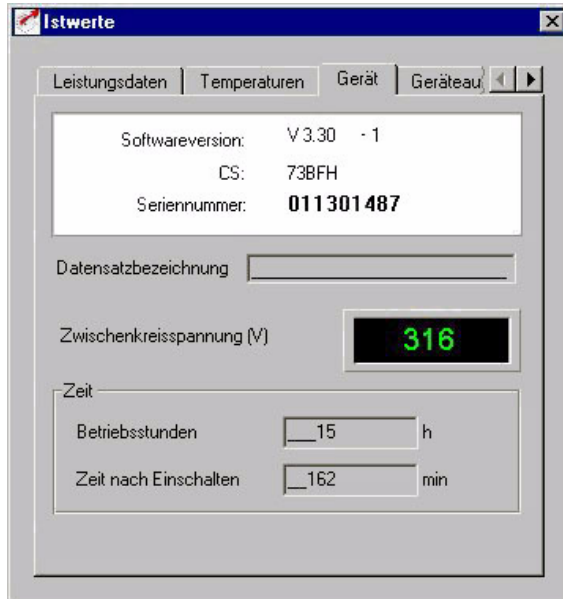 Istwerte
Leistungsdaten Temperaturen Gerät Geräteau
Softwareversion: V 3.30 - 1
CS: 73BFH
Seriennummer: 011301487
Datensatzbezeichnung
Zwischenkreisspannung (V) 316
Zeit
Betriebsstunden ___15 h
Zeit nach Einschalten __162 min